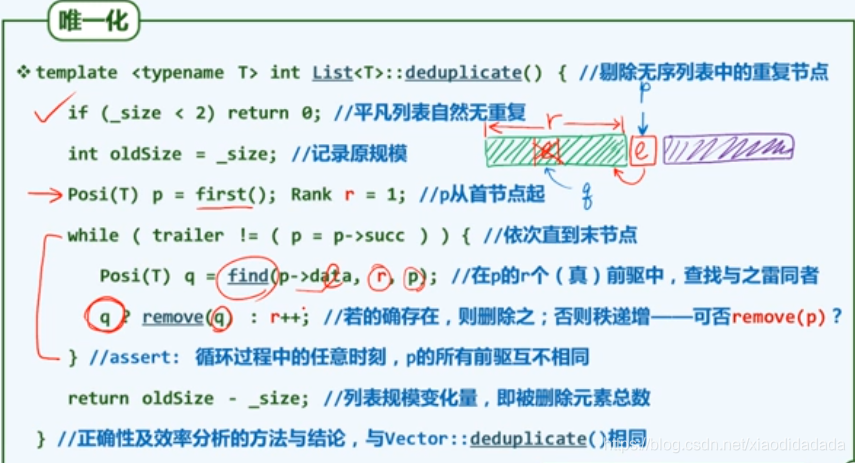 唯一化
❖ template <typename T> int List<T>::deduplicate() { //剔除无序列表中的重复节点
if (_size < 2) return 0; //平凡列表自然无重复
p
r
int oldSize = _size; //记录原规模
e e
Posi(T) p = first(); Rank r = 1; //p从首节点起
q
while ( trailer != ( p = p->succ ) ) { //依次直到末节点
Posi(T) q = find(p->data, r, p); //在p的r个(真)前驱中,查找与之雷同者
q ? remove(q) : r++; //若的确存在,则删除之;否则秩递增——可否remove(p)?
} //assert: 循环过程中的任意时刻,p的所有前驱互不相同
return oldSize - _size; //列表规模变化量,即被删除元素总数
} //正确性及效率分析的方法与结论,与Vector::deduplicate()相同
https://blog.csdn.net/xiaodidadada